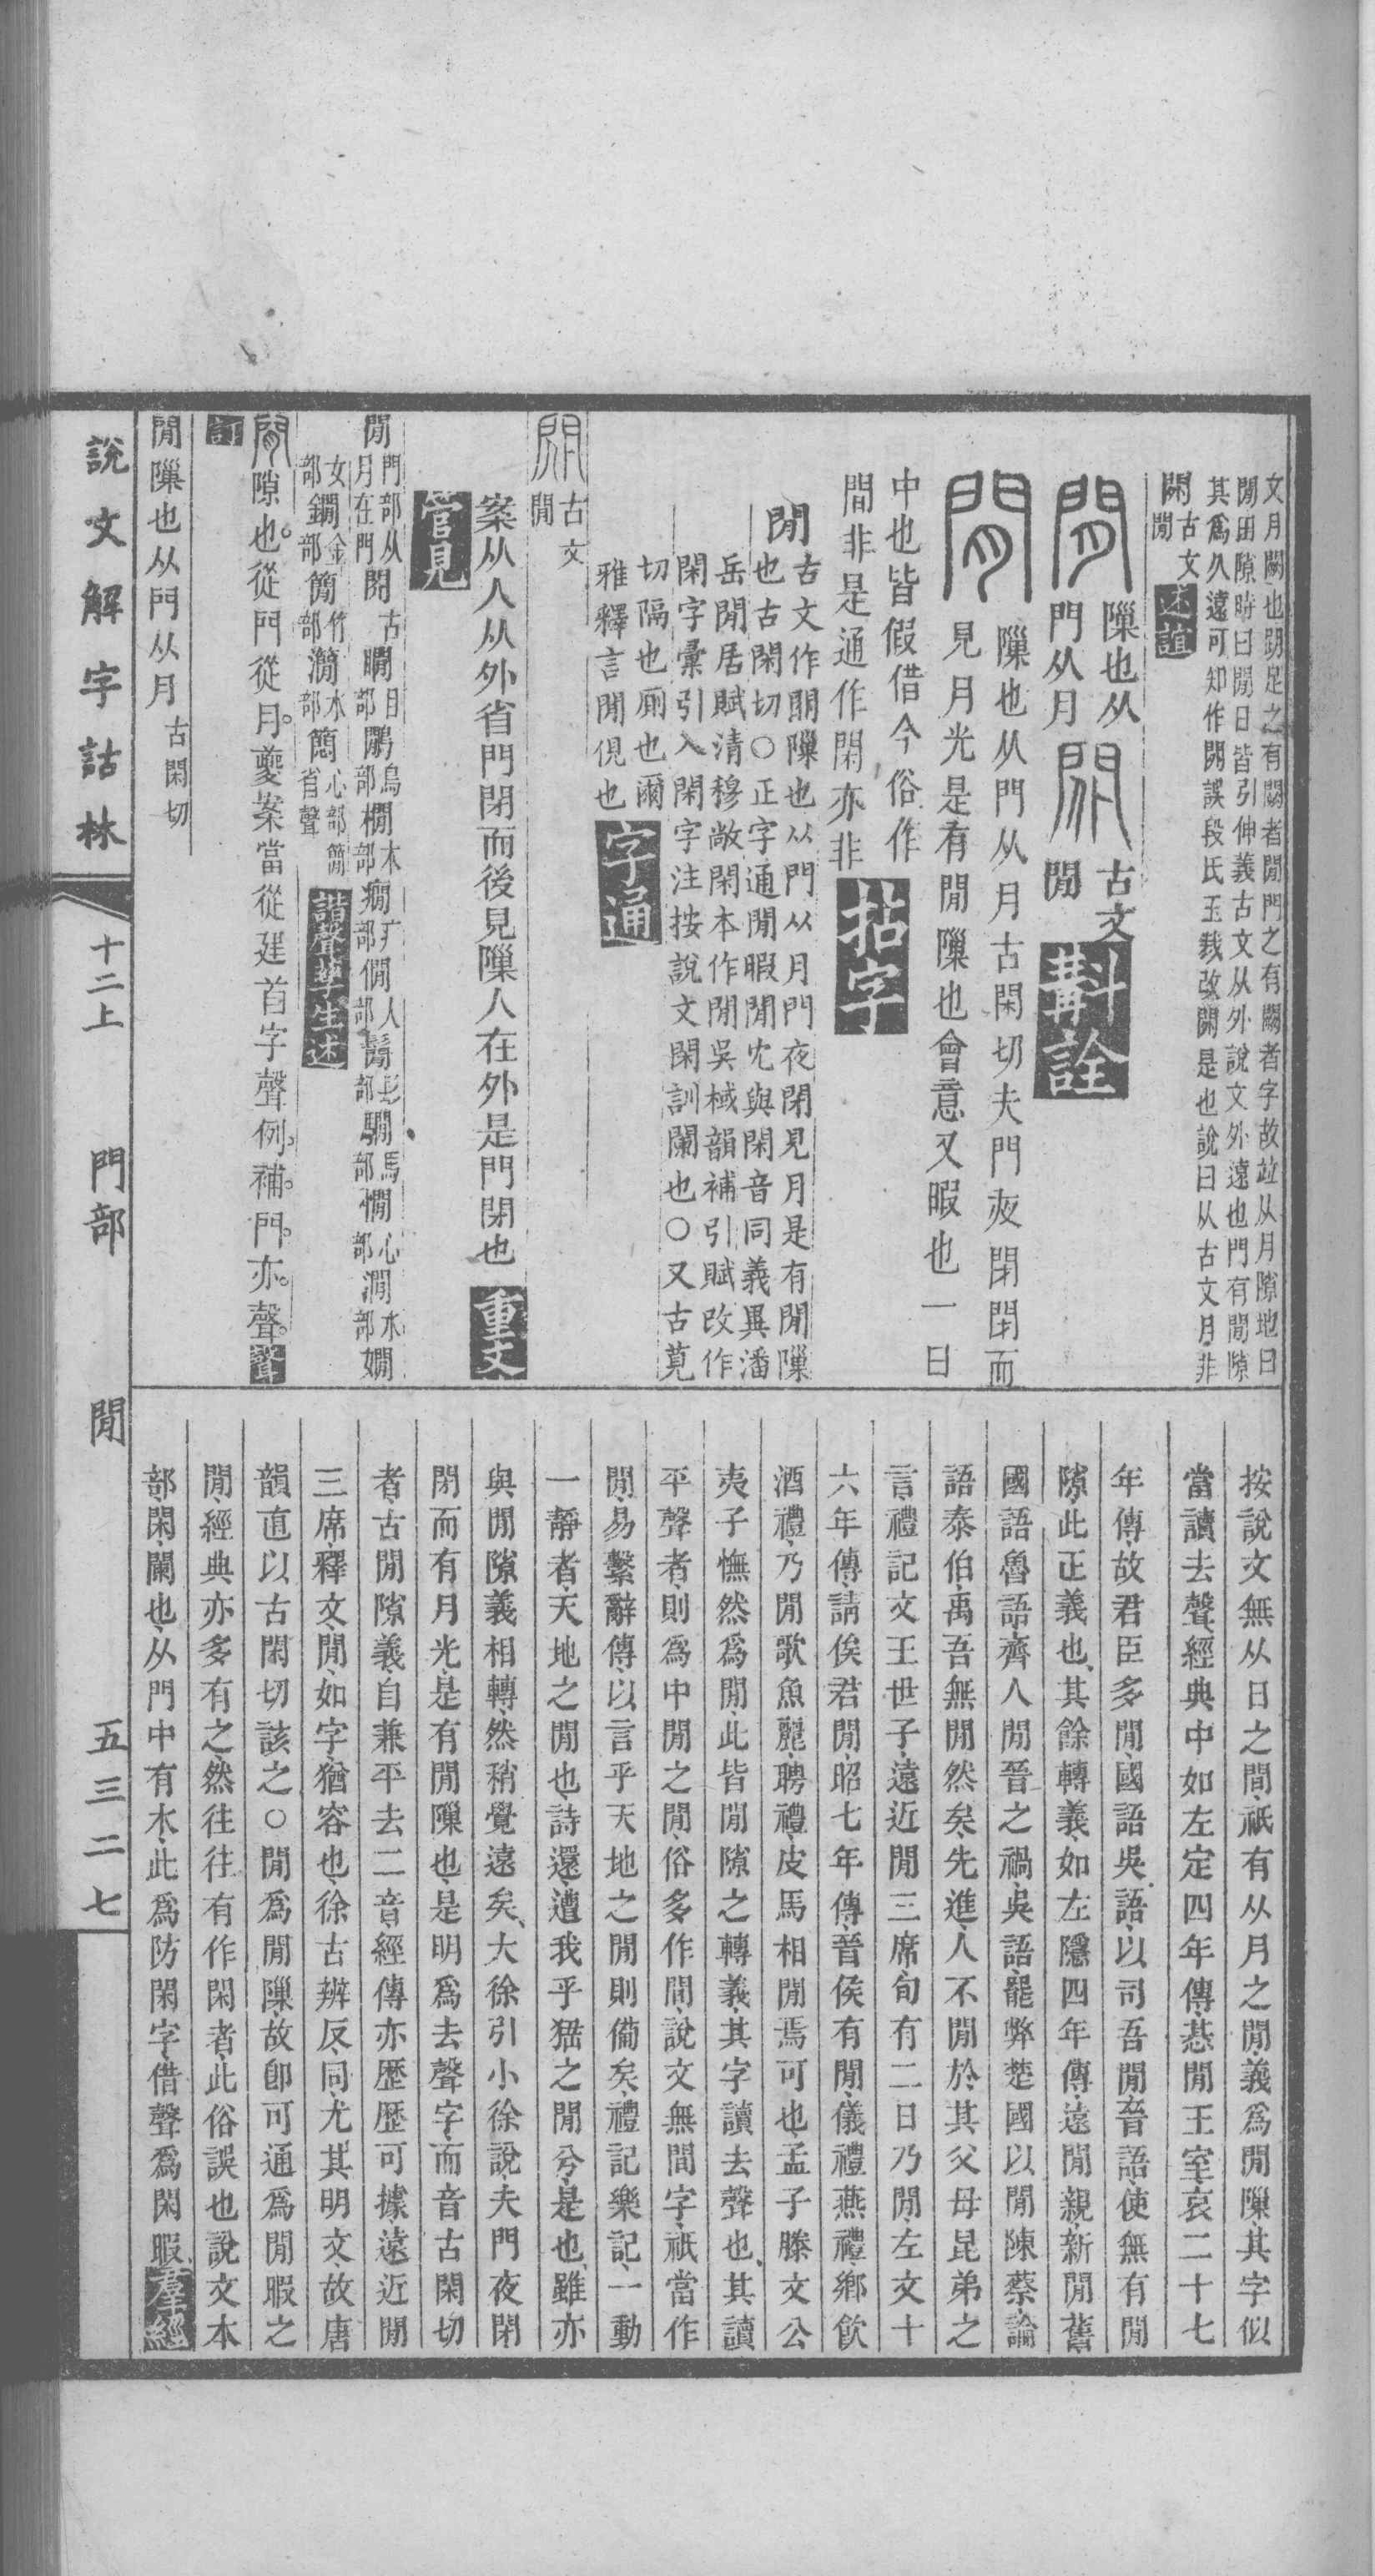 文月闕也朙足之有闕者閒門之有闕者字故竝从月隙地曰
閒田隙時曰閒日皆引伸義古文从外說文外遠也門有閒隙
其爲久遠可知作閼誤段氏玉裁改閒是也說曰从古文月非
閒古文
閒
述誼
隟也从
門从月
古文
閒
斠詮
隟也从門从月古閑切夫門夜閉閉而
見月光是有閒隟也會意又暇也一曰
中也皆假借今俗作
間非是通作閑亦非
拈字
閒
古文作閒隟也从門从月門夜閉見月是有閒隟
也古閑切○正字通閒暇閒尤與閑音同義異潘
岳閒居賦清穆敞閑本作閒吳棫韻補引賦改作
閑字彙引入閑字注按說文閑訓闌也○又古莧
切隔也厠也爾
雅釋言閒俔也
字通
古文
閒
案从人从外省門閉而後見隟人在外是門閉也
重文
管見
閒
門部从
月在門
古
瞷
目部
鷳
鳥部
橺
木部
癎
疒部
僩
人部
鬜
髟部
騆
馬部
憪
心部
澗
水部
嫺
女部
鐧
金部
簡
竹部
灡
水部
𢡟
心部簡
省聲
諧聲孳生述
隙也。從門從月。夔案當從廷首字聲例補門亦聲。
聲訂
閒隟也从門从月
古閑切
按說文無从日之間祇有从月之閒義爲閒隟其字似
當讀去聲經典中如左定四年傳惎閒王室哀二十七
年傳故君臣多閒國語吳語以司吾閒晉語使無有閒
隙此正義也其餘轉義如左隱四年傳遠閒親新閒舊
國語魯語齊人閒晉之禍吳語罷弊楚國以閒陳蔡論
語泰伯禹吾無閒然矣先進人不閒於其父母昆弟之
言禮記文王世子遠近閒三席旬有二日乃閒左文十
六年傳請俟君閒昭七年傳晉侯有閒儀禮燕禮鄉飲
酒禮乃閒歌魚麗聘禮皮馬相閒焉可也孟子滕文公
夷子憮然爲閒此皆閒隙之轉義其字讀去聲也其讀
平聲者則爲中閒之閒俗多作間說文無間字祇當作
閒易繫辭傳以言乎天地之閒則備矣禮記樂記一動
一靜者天地之閒也詩還遭我乎猺之閒兮是也雖亦
與閒隙義相轉然稍覺遠矣大徐引小徐說夫門夜閉
閉而有月光是有閒隟也是明爲去聲字而音古閑切
者古閒隙義自兼平去二音經傳亦歷歷可據遠近閒
三席釋文閒如字猶容也徐古辨反同尤其明文故唐
韻直以古閑切該之○閒爲閒隟故卽可通爲閒暇之
閒經典亦多有之然往往有作閑者此俗誤也說文本
部閑闌也从門中有木此爲防閑字借聲爲閑暇
羣經
說文解字詁林
十二上
門部
閒
五三二七